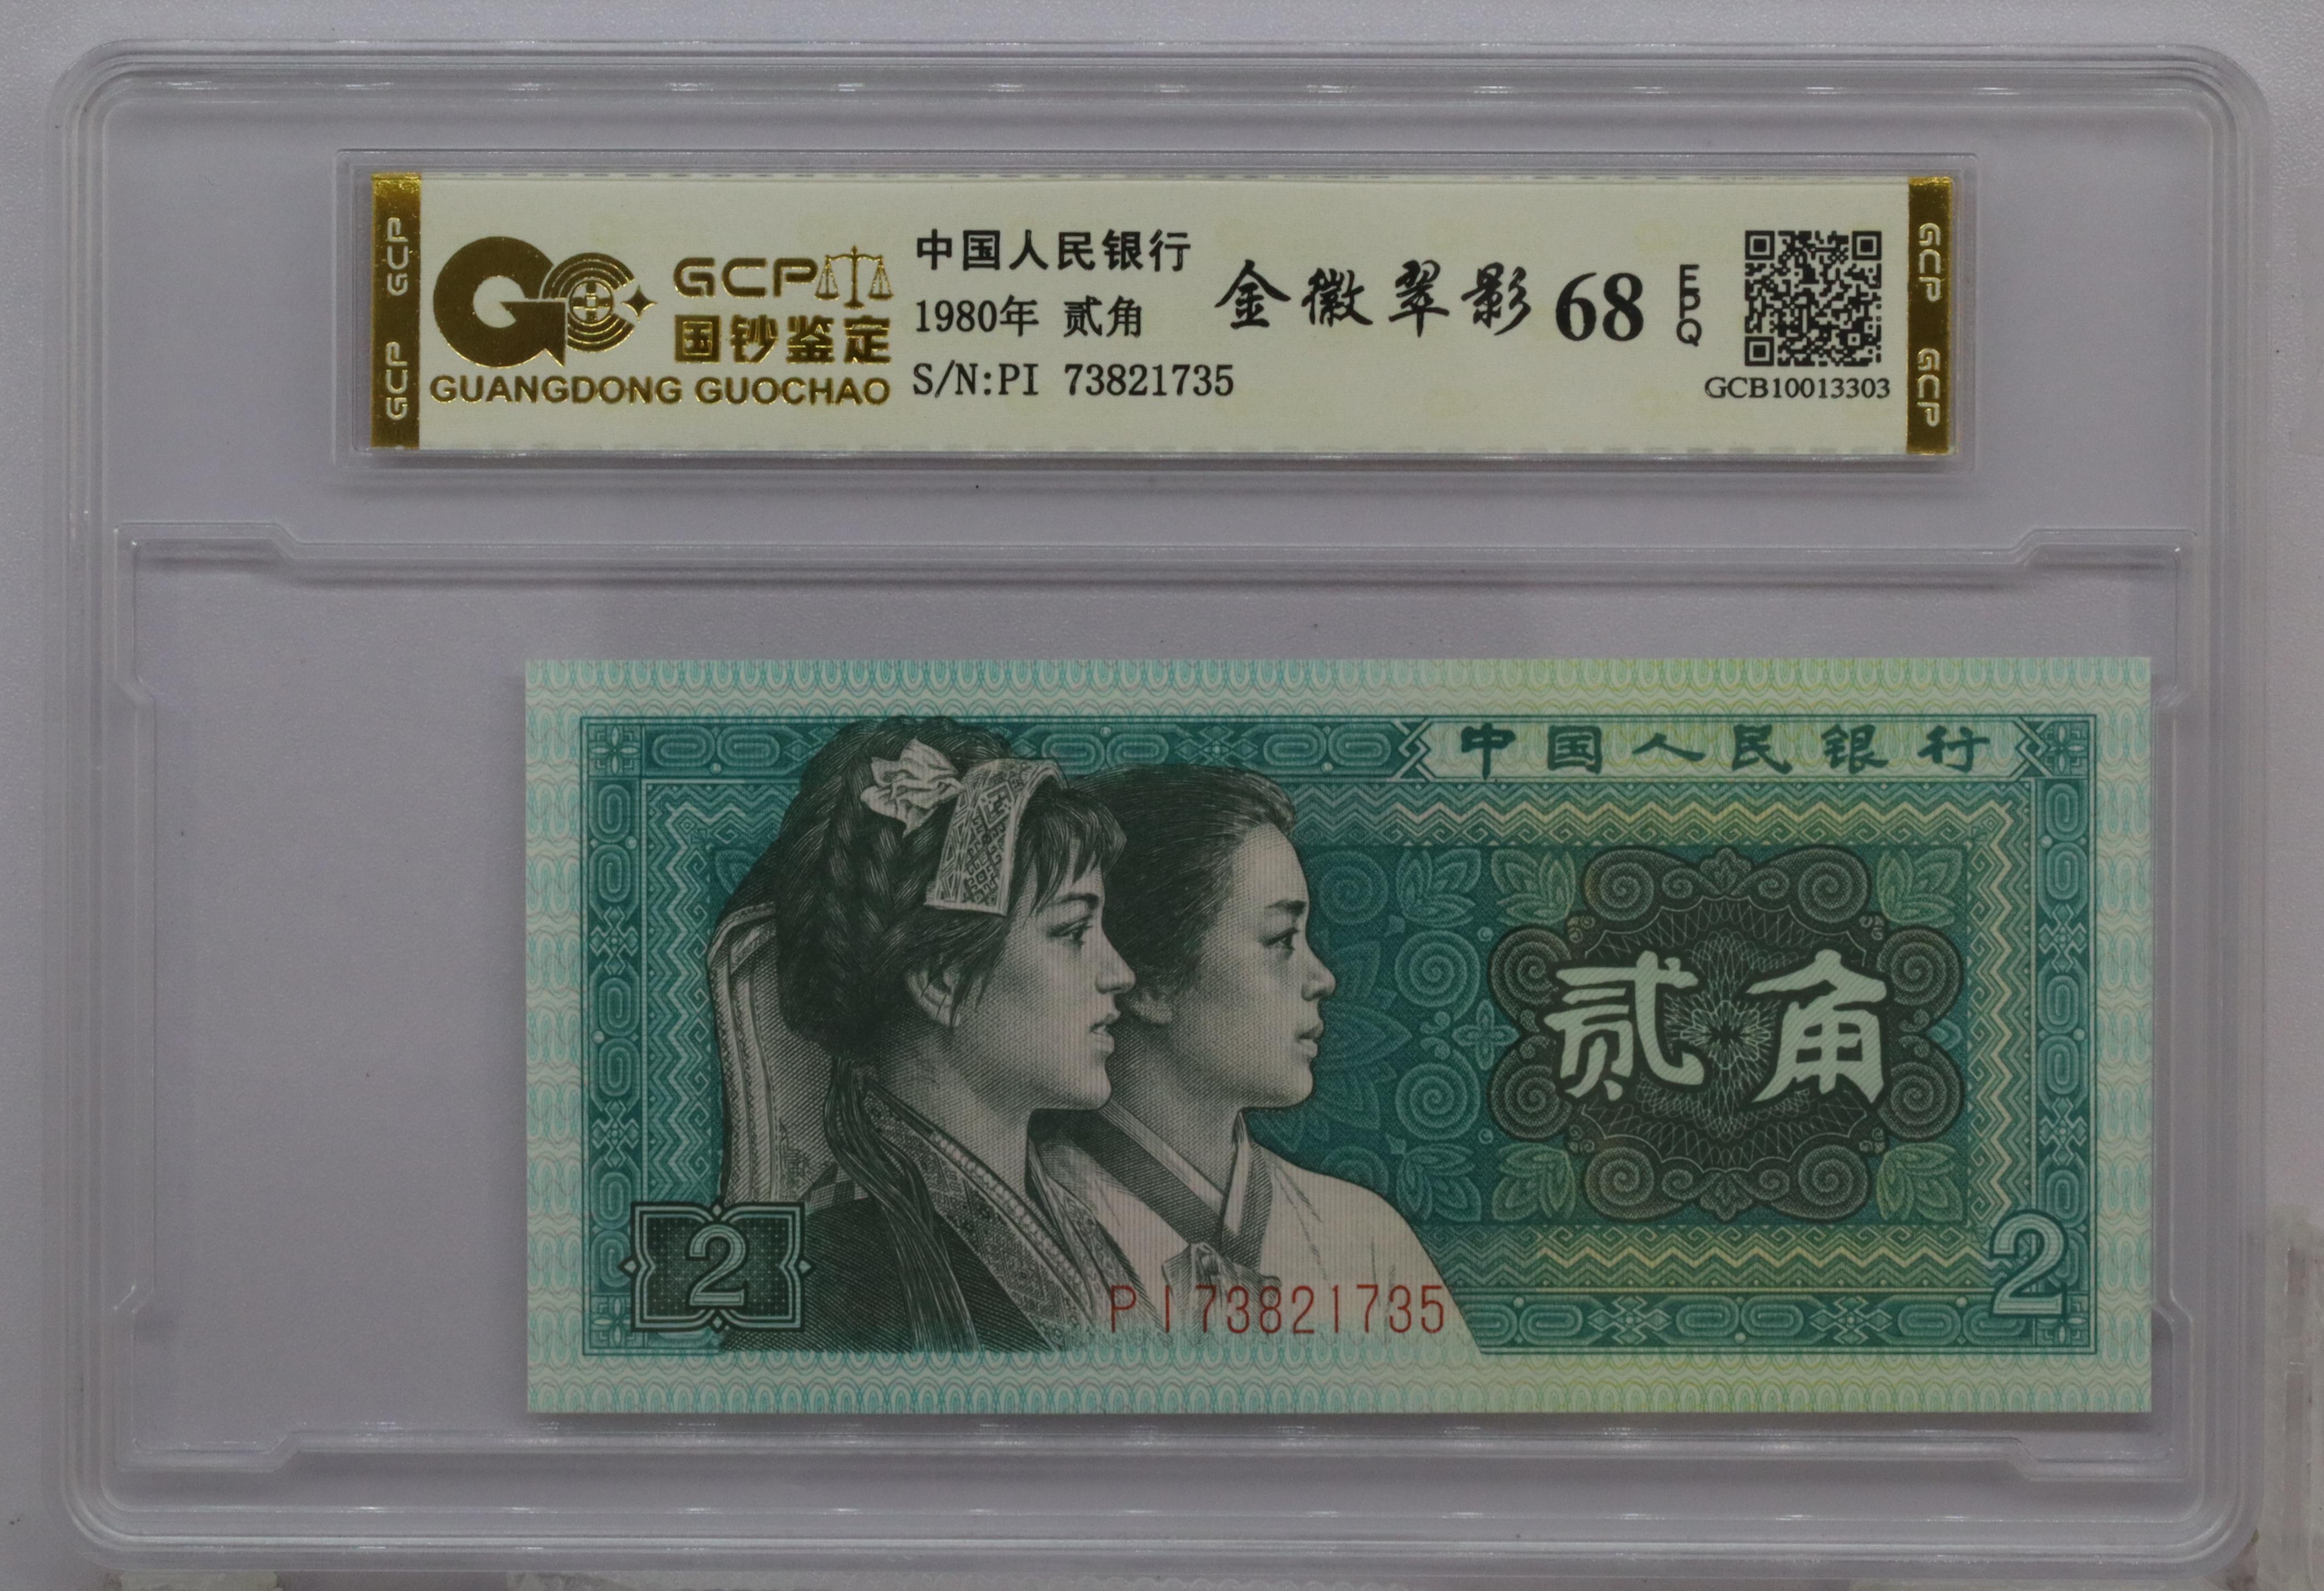 GCP GCP
GCP
国钞鉴定
GUANGDONG GUOCHAO
中国人民银行
1980年 贰角
S/N:PI 73821735
金徽翠影 68 EPQ
GCB10013303
GCP GCP
中国人民银行
贰角
2
PI73821735
2